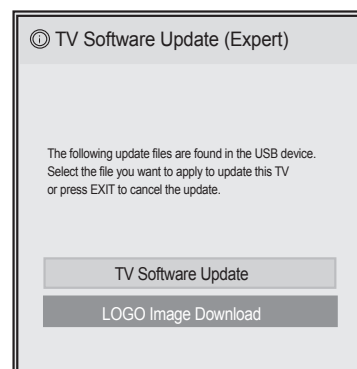 TV Software Update (Expert)
The following update files are found in the USB device.
Select the file you want to apply to update this TV
or press EXIT to cancel the update.
TV Software Update
LOGO Image Download